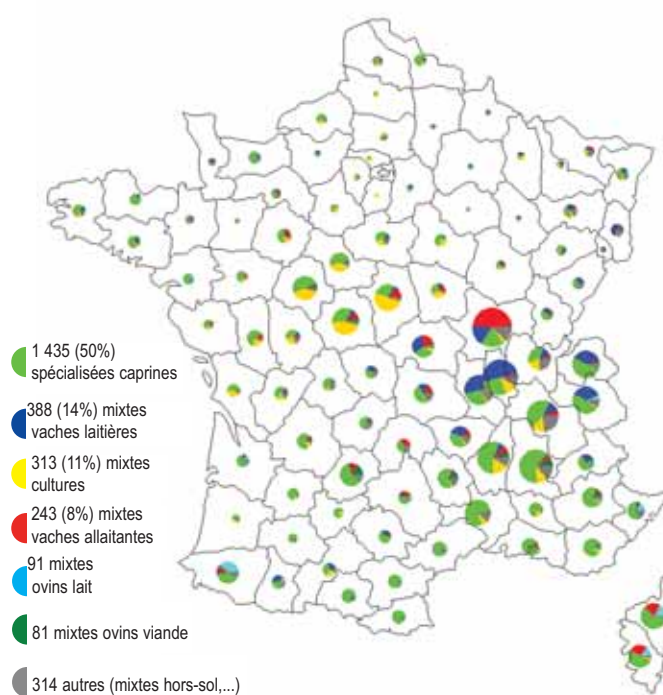 1 435 (50%)
spécialisées caprines
388 (14%) mixtes
vaches laitières
313 (11%) mixtes
cultures
243 (8%) mixtes
vaches allaitantes
91 mixtes
ovins lait
81 mixtes ovins viande
314 autres (mixtes hors-sol,...)